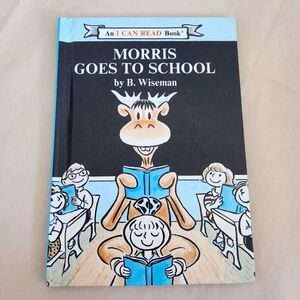 An I CAN READ Book®
MORRIS
GOES TO SCHOOL
by B. Wiseman